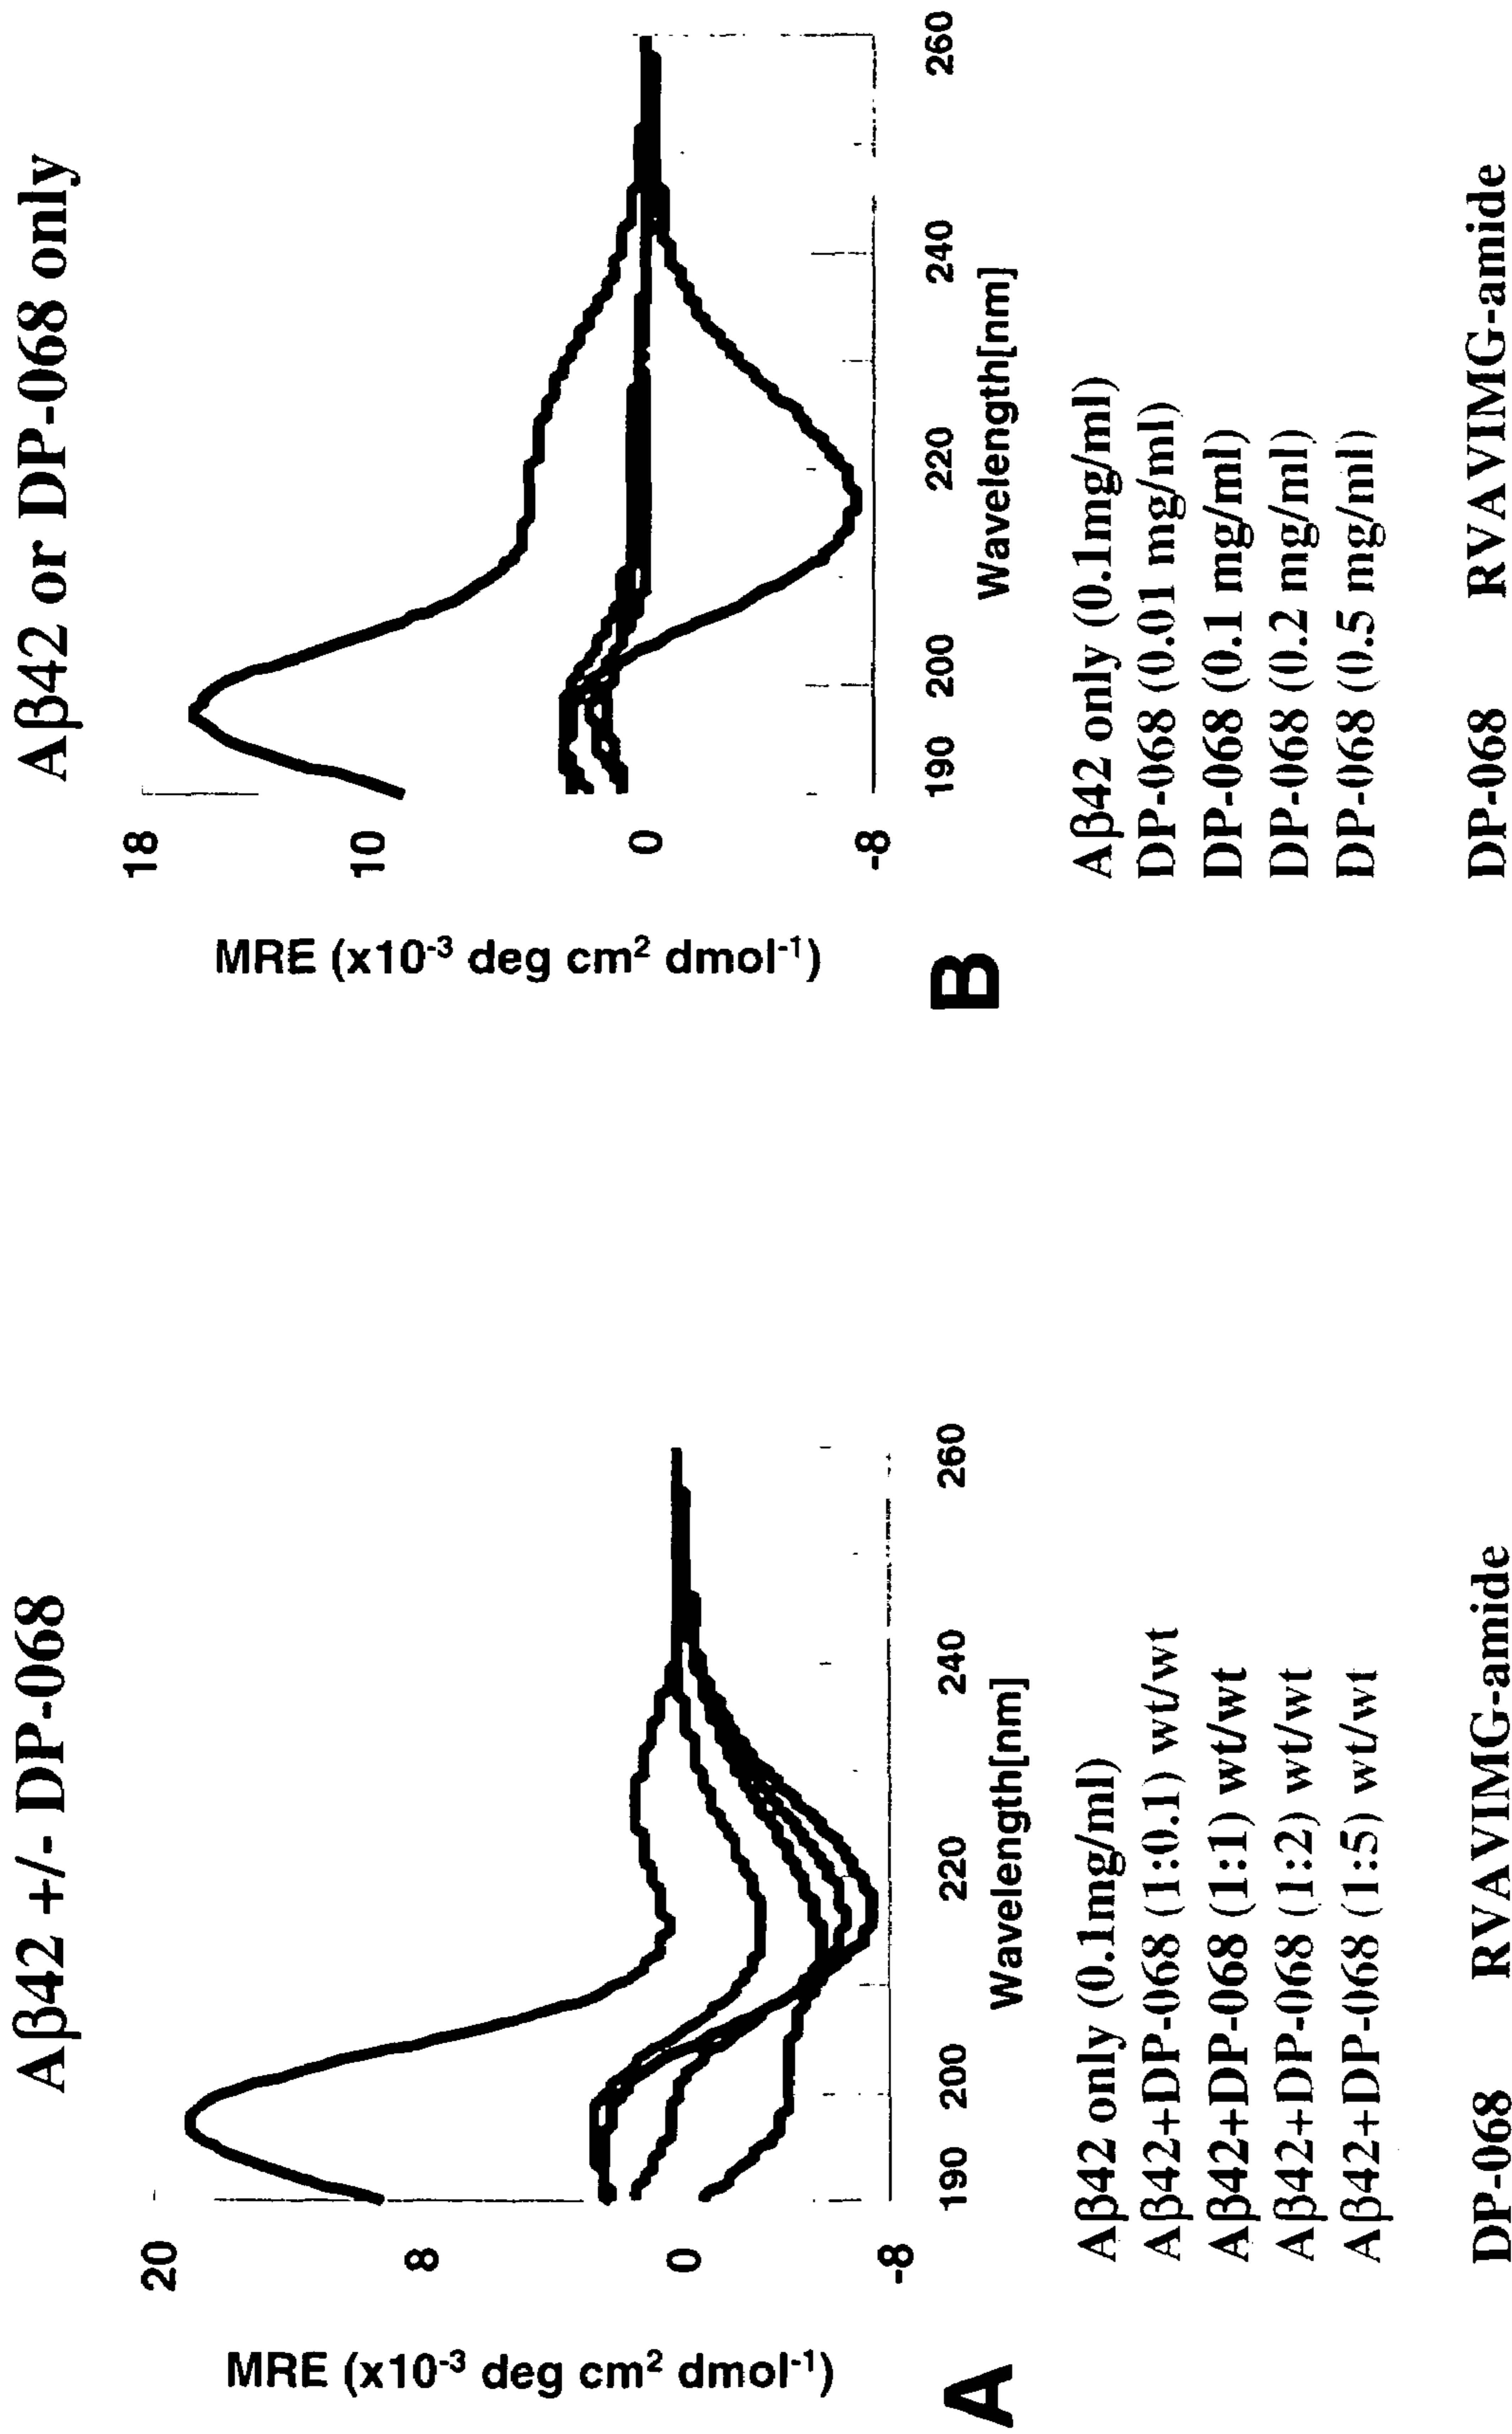 Aβ42 +/- DP-068
MRE (x10⁻³ deg cm² dmol⁻¹)
20
8
0
-8
190 200 220 240 260
Wavelength[nm]
A
Aβ42 only (0.1mg/ml)
Aβ42+DP-068 (1:0.1) wt/wt
Aβ42+DP-068 (1:1) wt/wt
Aβ42+DP-068 (1:2) wt/wt
Aβ42+DP-068 (1:5) wt/wt
DP-068 RVAVIMG-amide
Aβ42 or DP-068 only
MRE (x10⁻³ deg cm² dmol⁻¹)
18
10
0
-8
190 200 220 240 260
Wavelength[nm]
B
Aβ42 only (0.1mg/ml)
DP-068 (0.01 mg/ml)
DP-068 (0.1 mg/ml)
DP-068 (0.2 mg/ml)
DP-068 (0.5 mg/ml)
DP-068 RVAVIMG-amide